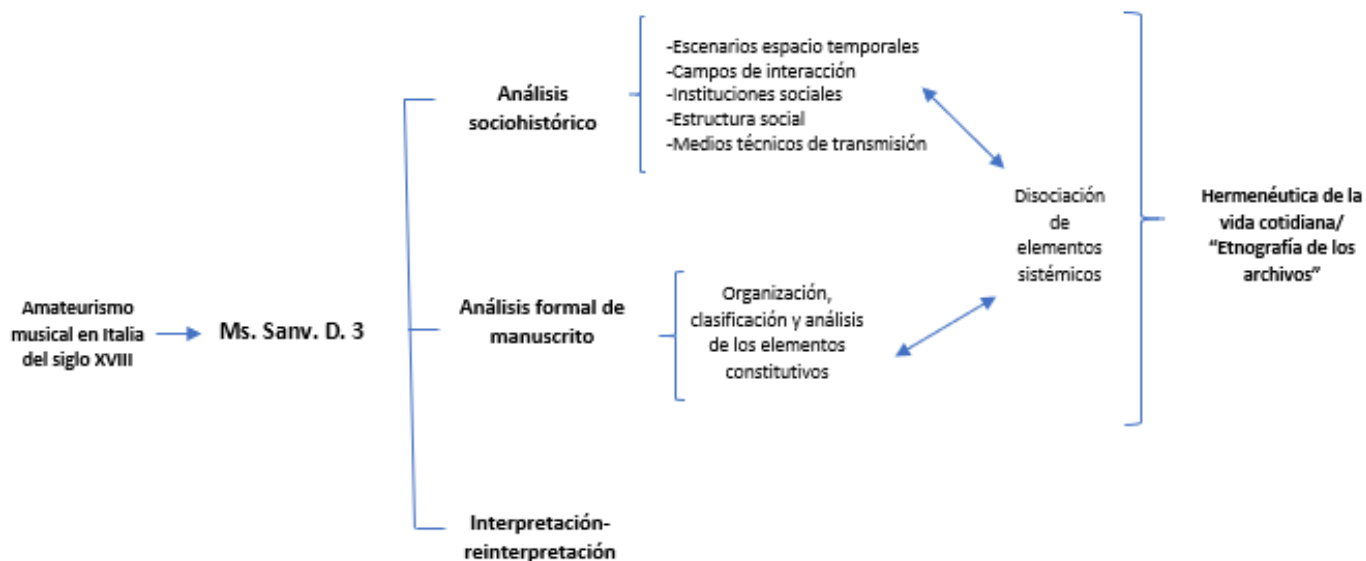 Amateurismo
musical en Italia
del siglo XVIII
Ms. Sanv. D. 3
Análisis
sociohistórico
-Escenarios espacio temporales
-Campos de interacción
-Instituciones sociales
-Estructura social
-Medios técnicos de transmisión
Análisis formal de
manuscrito
Organización,
clasificación y análisis
de los elementos
constitutivos
Interpretación-
reinterpretación
Disociación
de
elementos
sistémicos
Hermenéutica de la
vida cotidiana/
“Etnografía de los
archivos”